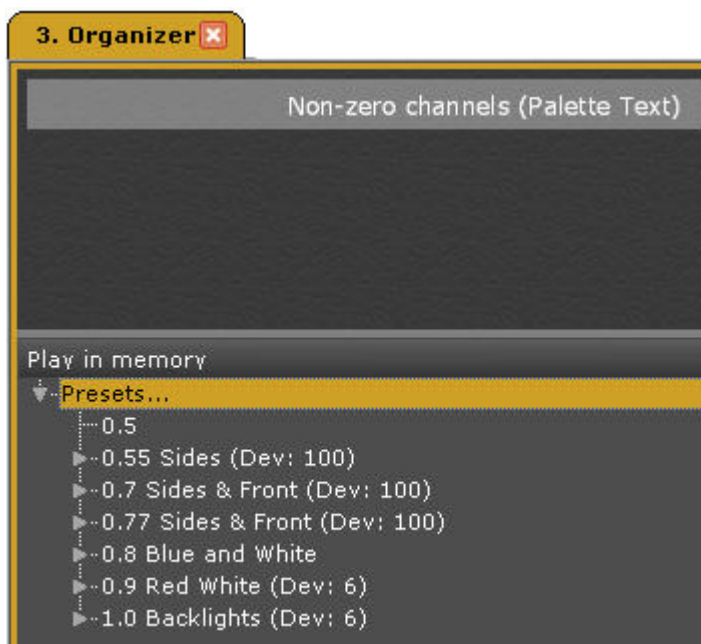 3. Organizer
Non-zero channels (Palette Text)
Play in memory
Presets...
0.5
0.55 Sides (Dev: 100)
0.7 Sides & Front (Dev: 100)
0.77 Sides & Front (Dev: 100)
0.8 Blue and White
0.9 Red White (Dev: 6)
1.0 Backlights (Dev: 6)